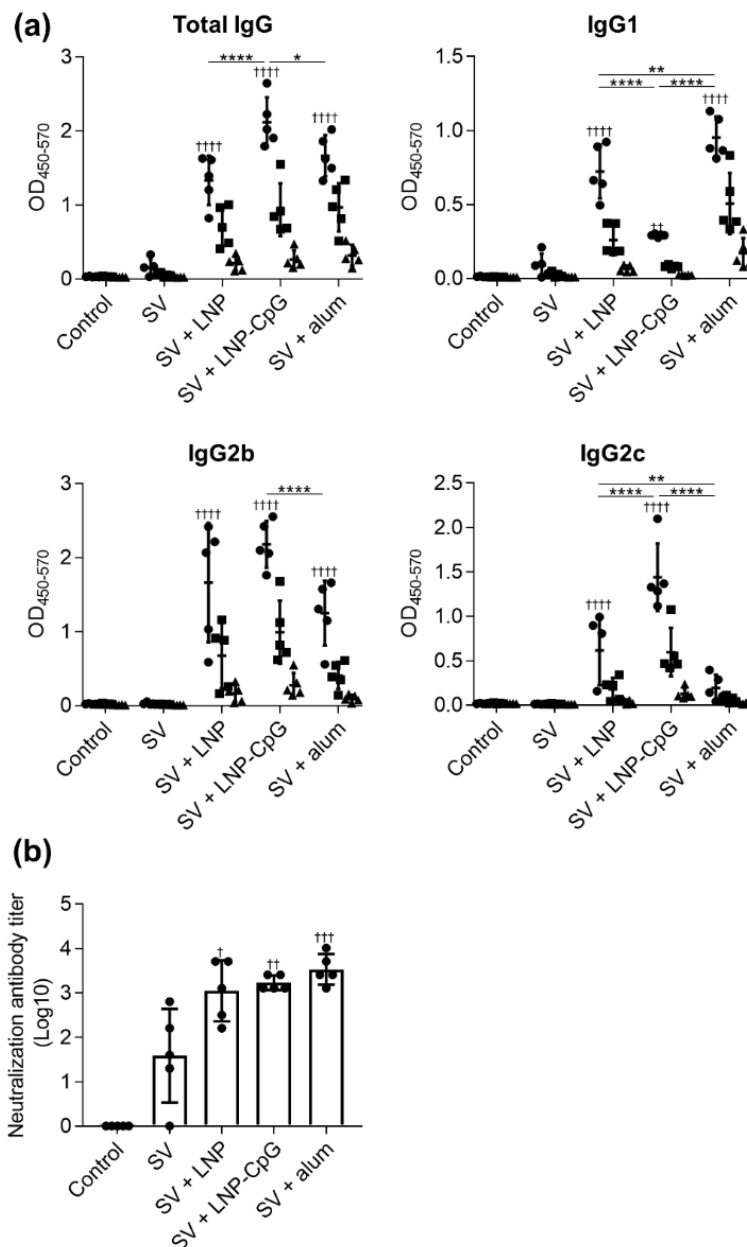 (a)
Total IgG
OD450-570
3
2
1
0
****
*
††††
††††
††††
Control
SV
SV + LNP
SV + LNP-CpG
SV + alum
IgG1
OD450-570
1.5
1.0
0.5
0.0
**
****
****
††††
††
††††
Control
SV
SV + LNP
SV + LNP-CpG
SV + alum
IgG2b
OD450-570
3
2
1
0
****
††††
††††
††††
Control
SV
SV + LNP
SV + LNP-CpG
SV + alum
IgG2c
OD450-570
2.5
2.0
1.5
1.0
0.5
0.0
**
****
****
††††
††††
Control
SV
SV + LNP
SV + LNP-CpG
SV + alum
(b)
Neutralization antibody titer
(Log10)
5
4
3
2
1
0
†
††
†††
Control
SV
SV + LNP
SV + LNP-CpG
SV + alum